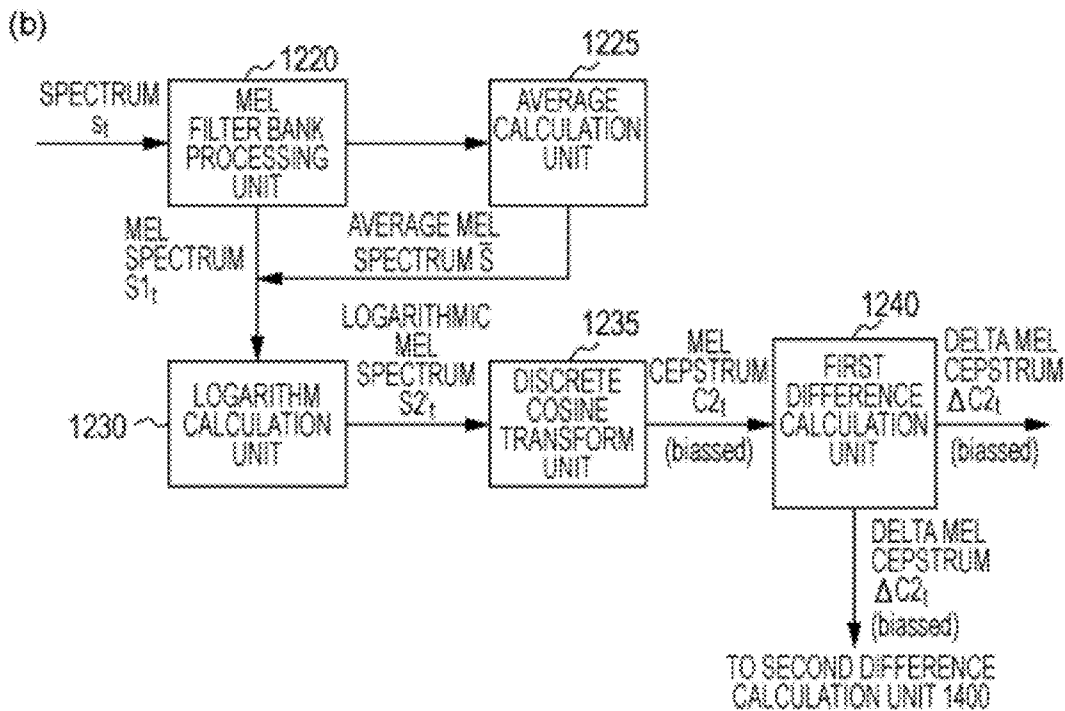 (b)
1220
1225
SPECTRUM
st
MEL
FILTER BANK
PROCESSING
UNIT
AVERAGE
CALCULATION
UNIT
MEL
SPECTRUM
S1t
AVERAGE MEL
SPECTRUM S̄
1230
LOGARITHM
CALCULATION
UNIT
LOGARITHMIC
MEL
SPECTRUM
S2t
1235
DISCRETE
COSINE
TRANSFORM
UNIT
MEL
CEPSTRUM
C2t
(biassed)
1240
FIRST
DIFFERENCE
CALCULATION
UNIT
DELTA MEL
CEPSTRUM
ΔC2t
(biassed)
DELTA MEL
CEPSTRUM
ΔC2t
(biassed)
TO SECOND DIFFERENCE
CALCULATION UNIT 1400